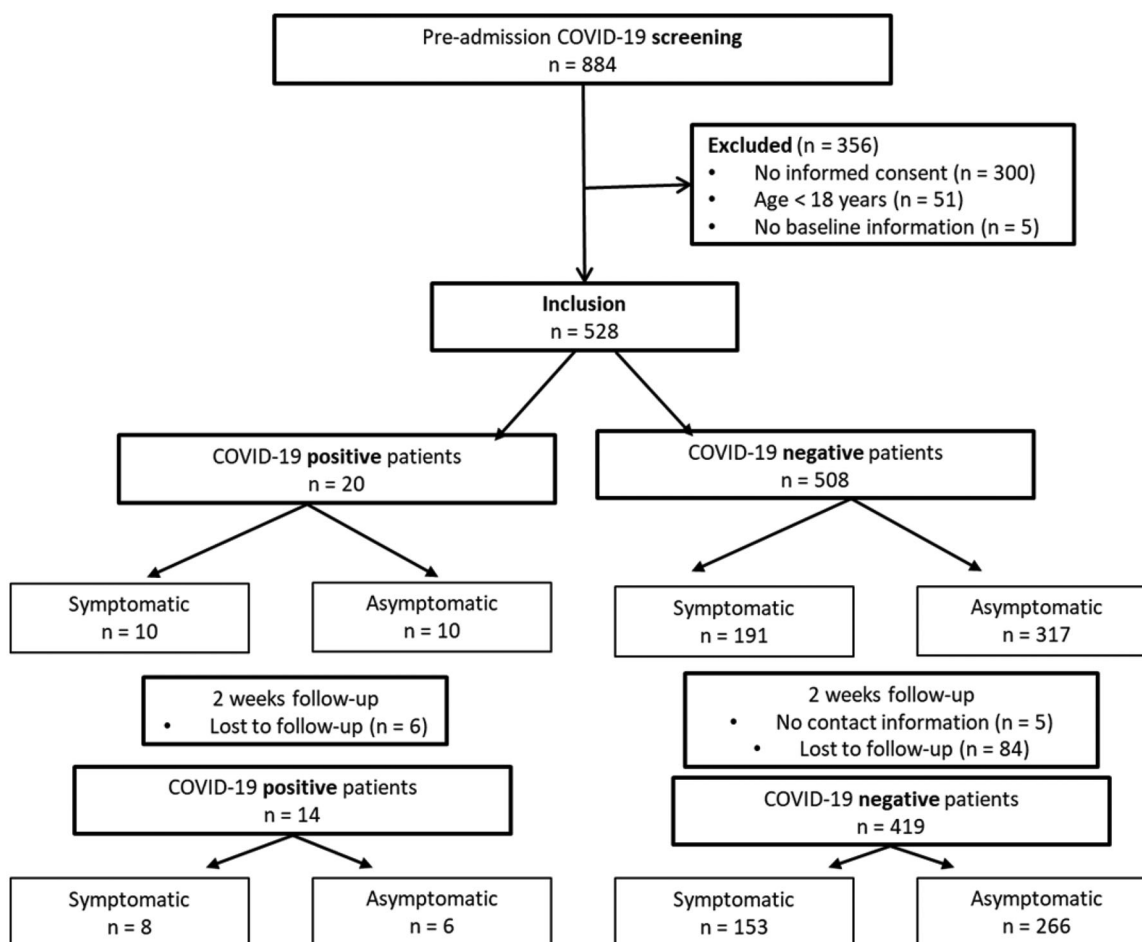 Pre-admission COVID-19 screening
n = 884
Excluded (n = 356)
• No informed consent (n = 300)
• Age < 18 years (n = 51)
• No baseline information (n = 5)
Inclusion
n = 528
COVID-19 positive patients
n = 20
COVID-19 negative patients
n = 508
Symptomatic
n = 10
Asymptomatic
n = 10
Symptomatic
n = 191
Asymptomatic
n = 317
2 weeks follow-up
• Lost to follow-up (n = 6)
2 weeks follow-up
• No contact information (n = 5)
• Lost to follow-up (n = 84)
COVID-19 positive patients
n = 14
COVID-19 negative patients
n = 419
Symptomatic
n = 8
Asymptomatic
n = 6
Symptomatic
n = 153
Asymptomatic
n = 266